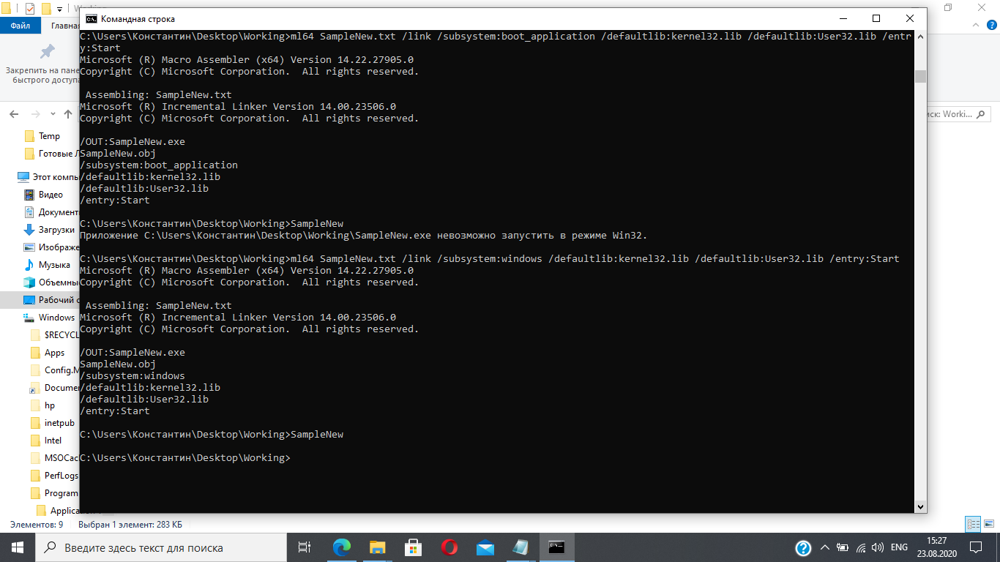 Working
Файл
Главная
Командная строка
C:\Users\Константин\Desktop\Working>ml64 SampleNew.txt /link /subsystem:boot_application /defaultlib:kernel32.lib /defaultlib:User32.lib /entr
y:Start
Microsoft (R) Macro Assembler (x64) Version 14.22.27905.0
Copyright (C) Microsoft Corporation.  All rights reserved.
Assembling: SampleNew.txt
Microsoft (R) Incremental Linker Version 14.00.23506.0
Copyright (C) Microsoft Corporation.  All rights reserved.
/OUT:SampleNew.exe
SampleNew.obj
/subsystem:boot_application
/defaultlib:kernel32.lib
/defaultlib:User32.lib
/entry:Start
C:\Users\Константин\Desktop\Working>SampleNew
Приложение C:\Users\Константин\Desktop\Working\SampleNew.exe невозможно запустить в режиме Win32.
C:\Users\Константин\Desktop\Working>ml64 SampleNew.txt /link /subsystem:windows /defaultlib:kernel32.lib /defaultlib:User32.lib /entry:Start
Microsoft (R) Macro Assembler (x64) Version 14.22.27905.0
Copyright (C) Microsoft Corporation.  All rights reserved.
Assembling: SampleNew.txt
Microsoft (R) Incremental Linker Version 14.00.23506.0
Copyright (C) Microsoft Corporation.  All rights reserved.
/OUT:SampleNew.exe
SampleNew.obj
/subsystem:windows
/defaultlib:kernel32.lib
/defaultlib:User32.lib
/entry:Start
C:\Users\Константин\Desktop\Working>SampleNew
C:\Users\Константин\Desktop\Working>
Закрепить на пане
быстрого доступа
иск: Worki...
Temp
Готовые Л
Этот компь
Видео
Документ
Загрузки
Изображе
Музыка
Объемны
Рабочий с
Windows
$RECYCL
Apps
Config.M
Documer
hp
inetpub
Intel
MSOCac
PerfLogs
Program
Applica
Элементов: 9
Выбран 1 элемент: 283 КБ
Введите здесь текст для поиска
ENG
15:27
23.08.2020